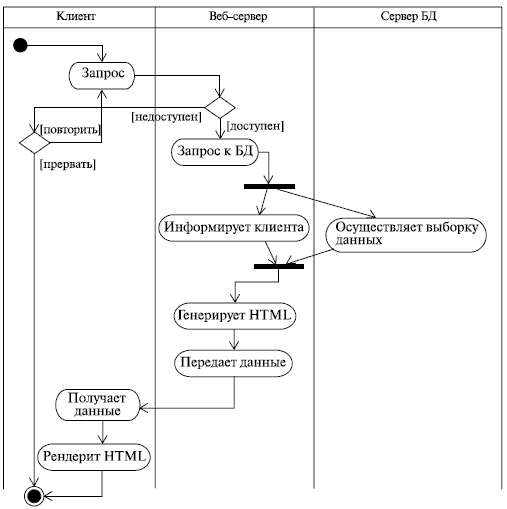 Клиент
Веб-сервер
Сервер БД
Запрос
[недоступен]
[повторить]
[доступен]
Запрос к БД
[прервать]
Информирует клиента
Осуществляет выборку
данных
Генерирует HTML
Передает данные
Получает
данные
Рендерит HTML